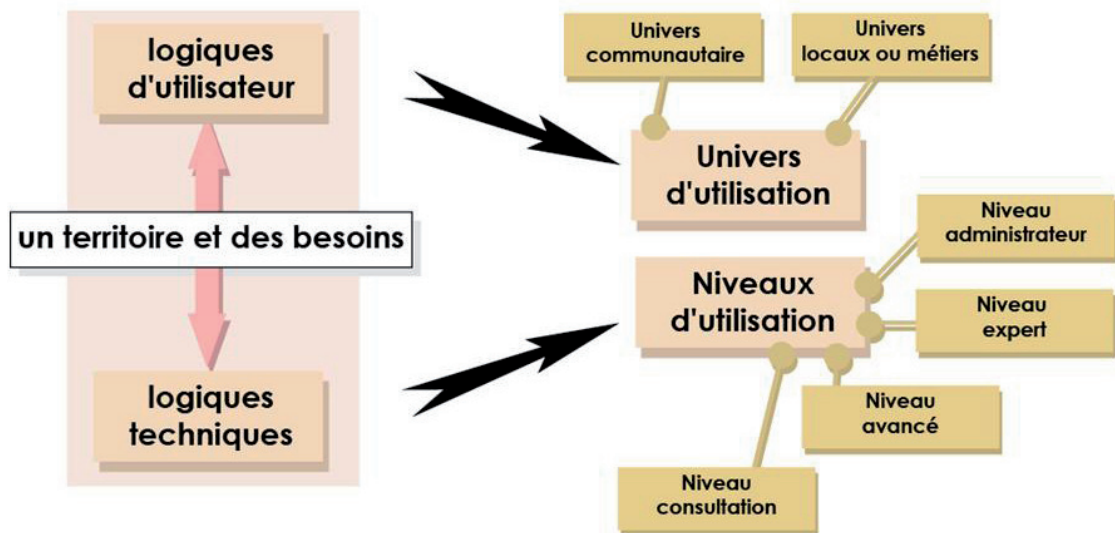 logiques
d'utilisateur
un territoire et des besoins
logiques
techniques
Univers
communautaire
Univers
locaux ou métiers
Univers
d'utilisation
Niveaux
d'utilisation
Niveau
administrateur
Niveau
expert
Niveau
avancé
Niveau
consultation